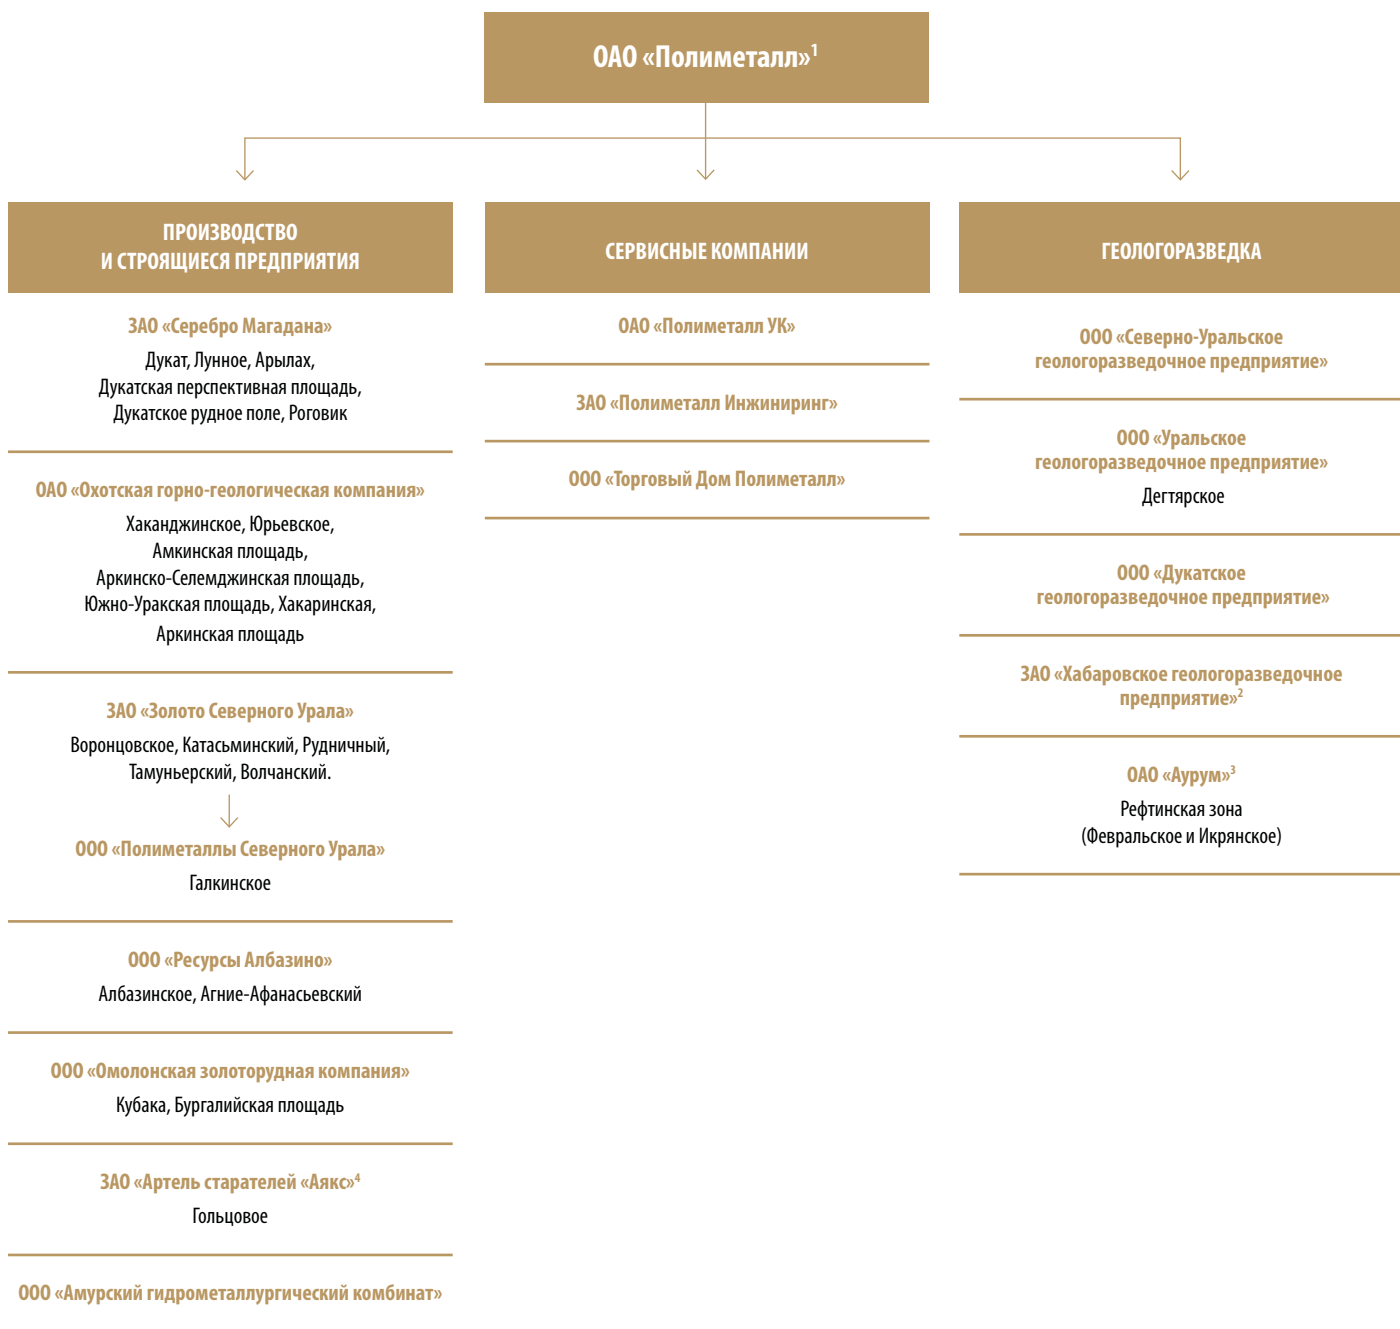 ОАО «Полиметалл»¹
ПРОИЗВОДСТВО
И СТРОЯЩИЕСЯ ПРЕДПРИЯТИЯ
ЗАО «Серебро Магадана»
Дукат, Лунное, Арылах,
Дукатская перспективная площадь,
Дукатское рудное поле, Роговик
ОАО «Охотская горно-геологическая компания»
Хаканджинское, Юрьевское,
Амкинская площадь,
Аркинско-Селемджинская площадь,
Южно-Уракская площадь, Хакаринская,
Аркинская площадь
ЗАО «Золото Северного Урала»
Воронцовское, Катасьминский, Рудничный,
Тамуньерский, Волчанский.
ООО «Полиметаллы Северного Урала»
Галкинское
ООО «Ресурсы Албазино»
Албазинское, Агние-Афанасьевский
ООО «Омолонская золоторудная компания»
Кубака, Бургалийская площадь
ЗАО «Артель старателей «Аякс»⁴
Гольцовое
ООО «Амурский гидрометаллургический комбинат»
СЕРВИСНЫЕ КОМПАНИИ
ОАО «Полиметалл УК»
ЗАО «Полиметалл Инжиниринг»
ООО «Торговый Дом Полиметалл»
ГЕОЛОГОРАЗВЕДКА
ООО «Северно-Уральское
геологоразведочное предприятие»
ООО «Уральское
геологоразведочное предприятие»
Дегтярское
ООО «Дукатское
геологоразведочное предприятие»
ЗАО «Хабаровское геологоразведочное
предприятие»²
ОАО «Аурум»³
Рефтинская зона
(Февральское и Икрянское)